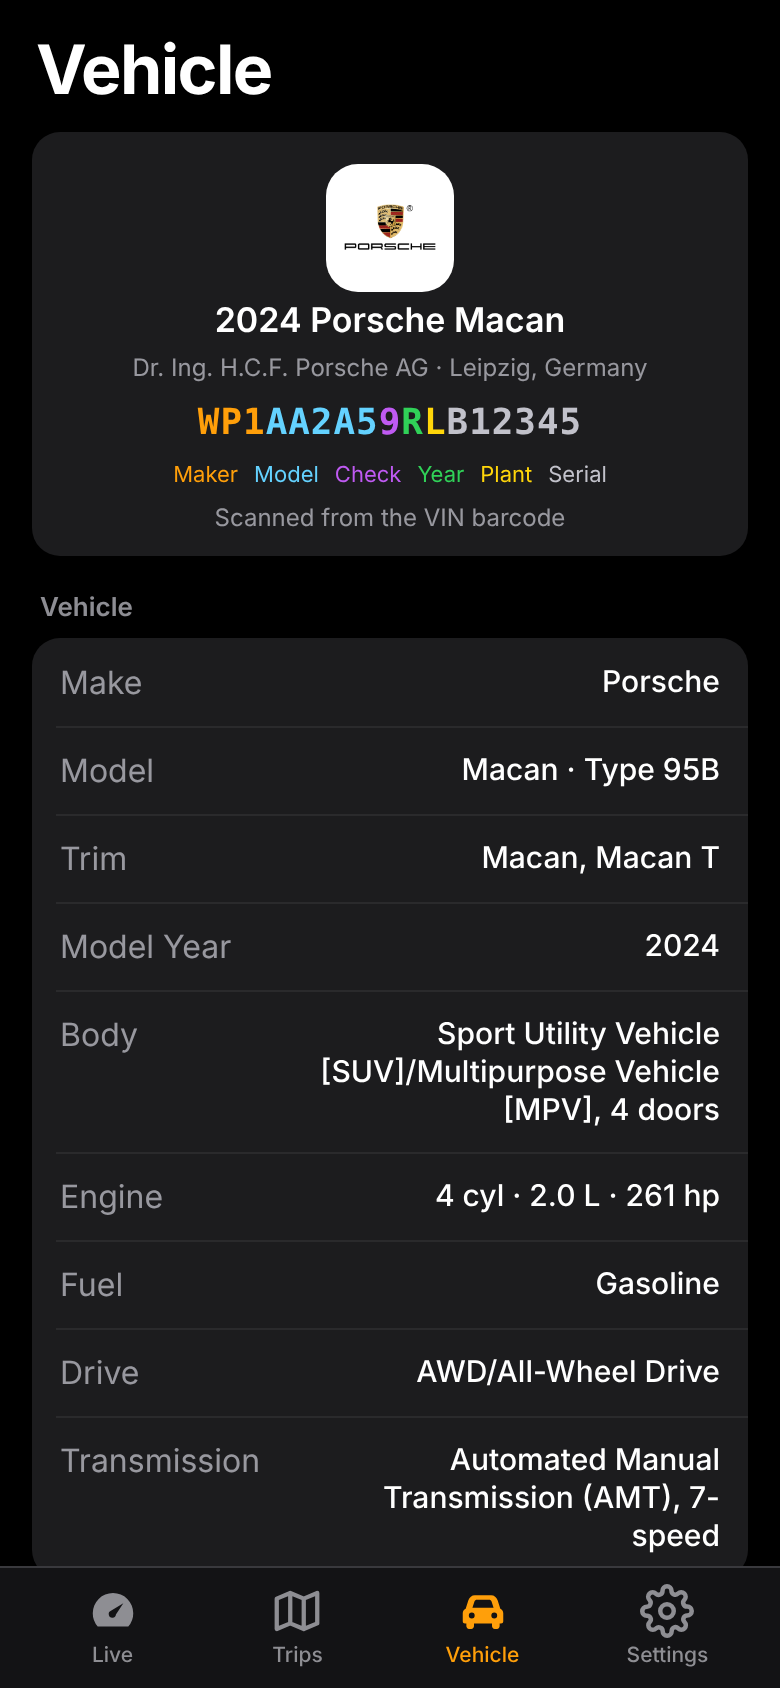 Vehicle
®
PORSCHE
2024 Porsche Macan
Dr. Ing. H.C.F. Porsche AG · Leipzig, Germany
WP1AA2A59RLB12345
Maker Model Check Year Plant Serial
Scanned from the VIN barcode
Vehicle
Make Porsche
Model Macan · Type 95B
Trim Macan, Macan T
Model Year 2024
Body Sport Utility Vehicle
[SUV]/Multipurpose Vehicle
[MPV], 4 doors
Engine 4 cyl · 2.0 L · 261 hp
Fuel Gasoline
Drive AWD/All-Wheel Drive
Transmission Automated Manual
Transmission (AMT), 7-
speed
Live Trips Vehicle Settings